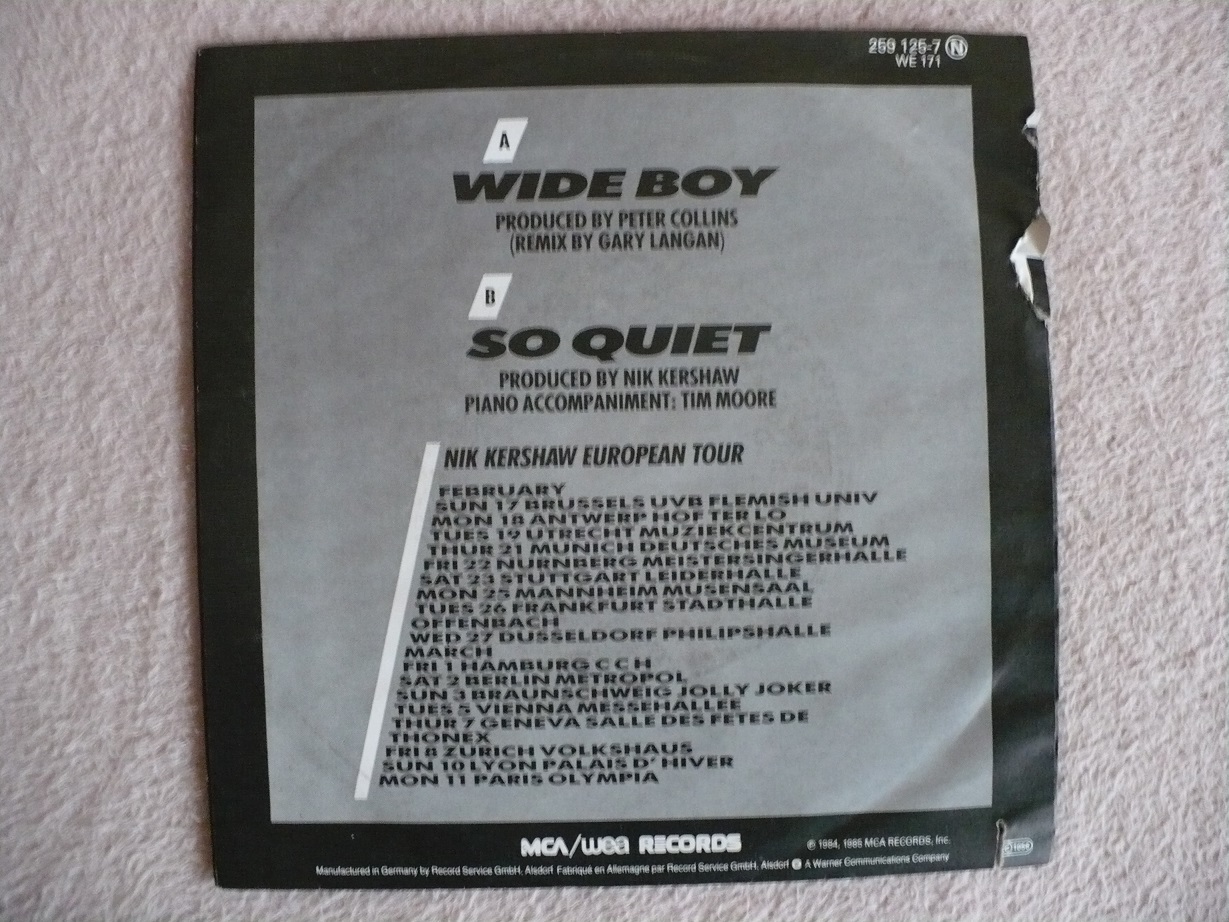 259 125-7 N
WE 171
A
WIDE BOY
PRODUCED BY PETER COLLINS
(REMIX BY GARY LANGAN)
B
SO QUIET
PRODUCED BY NIK KERSHAW
PIANO ACCOMPANIMENT: TIM MOORE
NIK KERSHAW EUROPEAN TOUR
FEBRUARY
SUN 17 BRUSSELS UVB FLEMISH UNIV
MON 18 ANTWERP HOF TER LO
TUES 19 UTRECHT MUZIEKCENTRUM
THUR 21 MUNICH DEUTSCHES MUSEUM
FRI 22 NURNBERG MEISTERSINGERHALLE
SAT 23 STUTTGART LEIDERHALLE
MON 25 MANNHEIM MUSENSAAL
TUES 26 FRANKFURT STADTHALLE
OFFENBACH
WED 27 DUSSELDORF PHILIPSHALLE
MARCH
FRI 1 HAMBURG C C H
SAT 2 BERLIN METROPOL
SUN 3 BRAUNSCHWEIG JOLLY JOKER
TUES 5 VIENNA MESSEHALLEE
THUR 7 GENEVA SALLE DES FETES DE
THONEX
FRI 8 ZURICH VOLKSHAUS
SUN 10 LYON PALAIS D' HIVER
MON 11 PARIS OLYMPIA
MCA/wea RECORDS
℗ 1984, 1985 MCA RECORDS, Inc.
Manufactured in Germany by Record Service GmbH, Alsdorf Fabriqué en Allemagne par Record Service GmbH, Alsdorf A Warner Communications Company